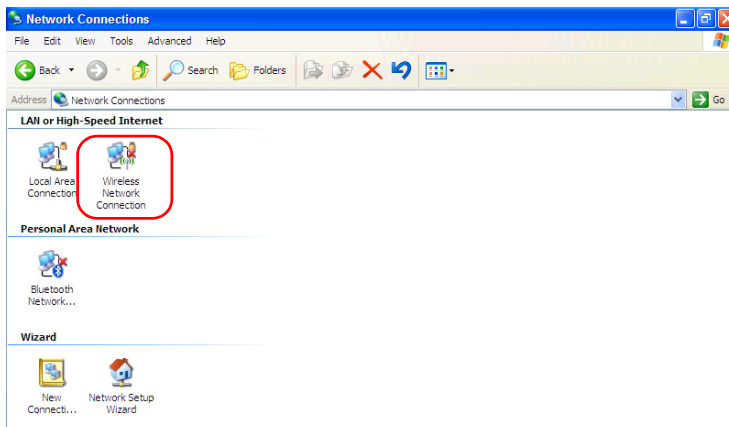 Network Connections
File Edit View Tools Advanced Help
Back Search Folders
Address Network Connections Go
LAN or High-Speed Internet
Local Area Connection
Wireless Network Connection
Personal Area Network
Bluetooth Network...
Wizard
New Connecti...
Network Setup Wizard